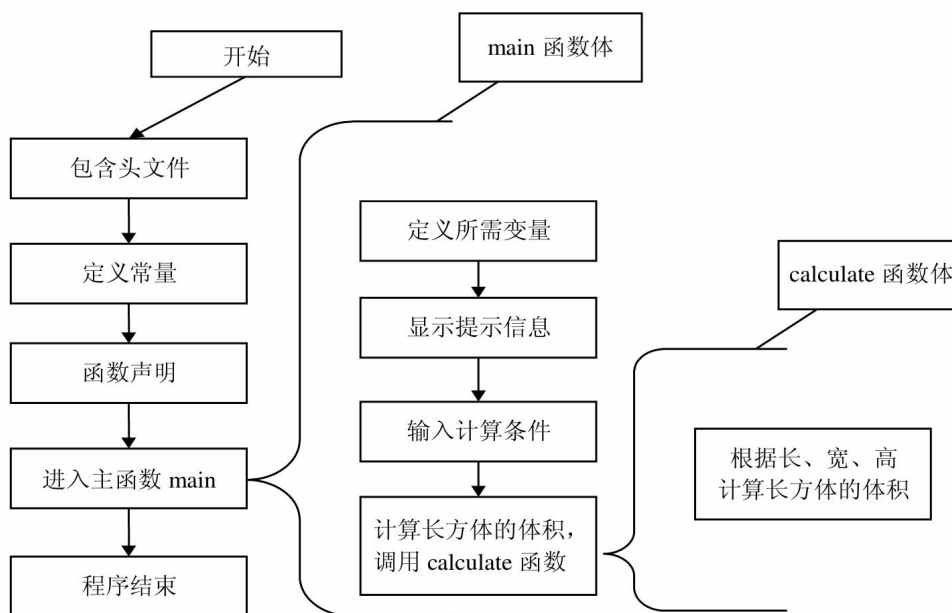 开始
包含头文件
定义常量
函数声明
进入主函数 main
程序结束
main 函数体
定义所需变量
显示提示信息
输入计算条件
计算长方体的体积，
调用 calculate 函数
calculate 函数体
根据长、宽、高
计算长方体的体积